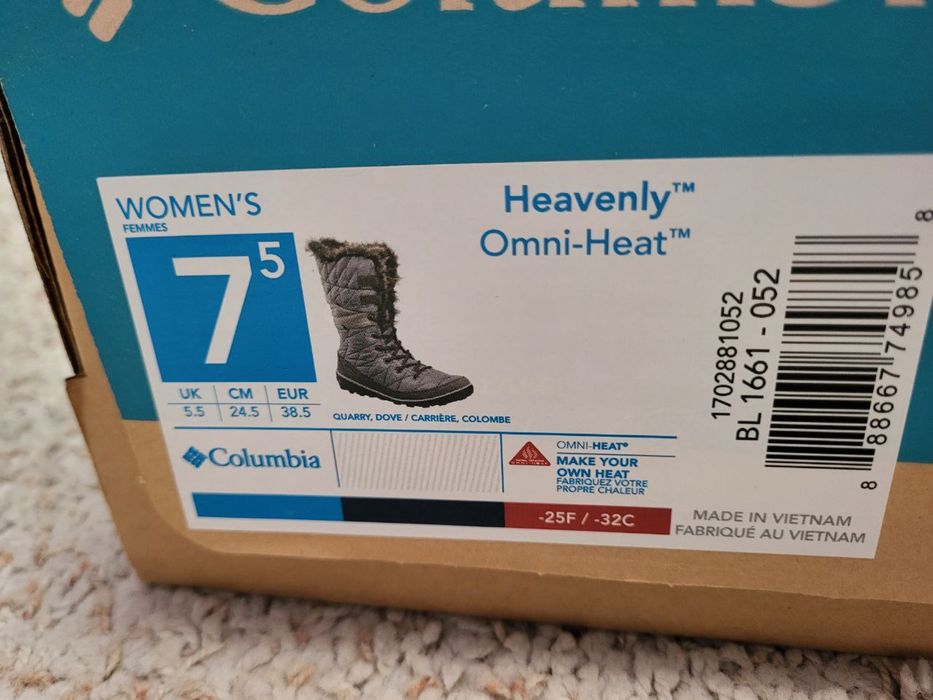 Columbia
WOMEN'S
FEMMES
7 5
Heavenly™
Omni-Heat™
UK CM EUR
5.5 24.5 38.5
QUARRY, DOVE / CARRIÈRE, COLOMBE
1702881052
BL 1661 - 052
8 88667 74985 8
Columbia
OMNI-HEAT®
MAKE YOUR
OWN HEAT
FABRIQUEZ VOTRE
PROPRE CHALEUR
-25F / -32C
MADE IN VIETNAM
FABRIQUÉ AU VIETNAM